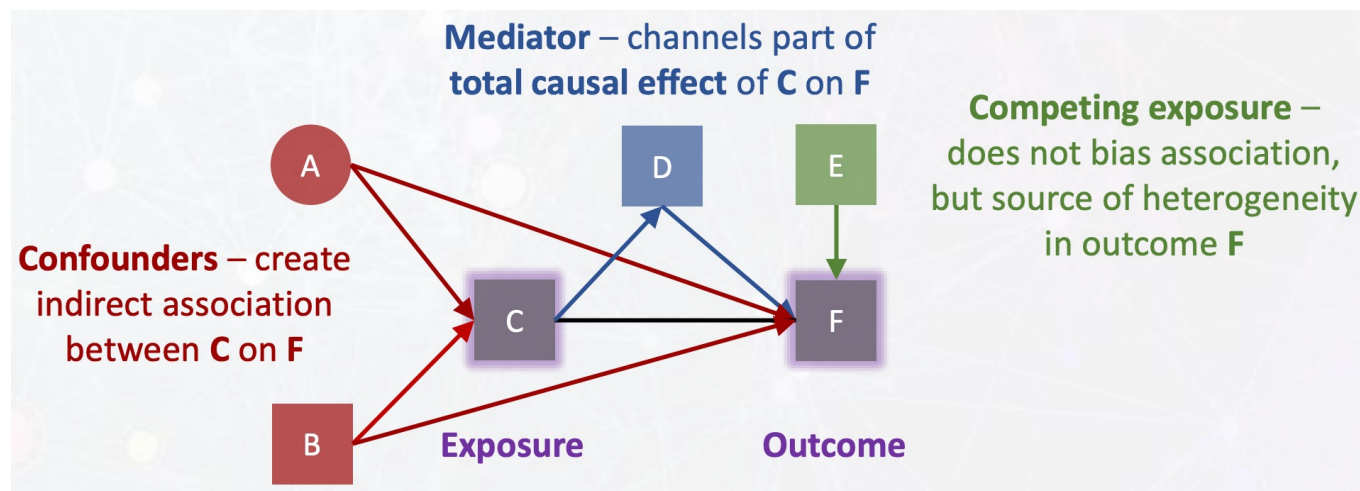 Mediator – channels part of
total causal effect of C on F
Competing exposure –
does not bias association,
but source of heterogeneity
in outcome F
A
D
E
Confounders – create
indirect association
between C on F
C
F
B
Exposure
Outcome